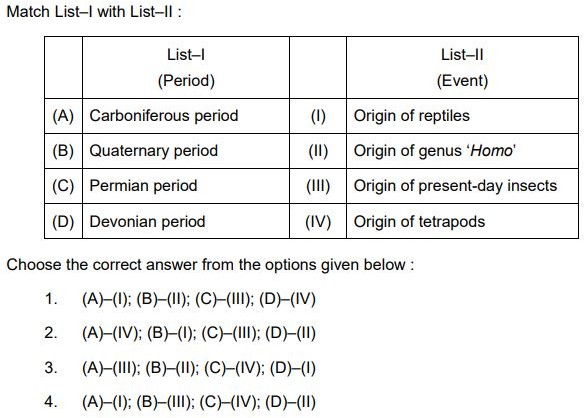 Match List–I with List–II :
List–I
(Period)
List–II
(Event)
(A) Carboniferous period (I) Origin of reptiles
(B) Quaternary period (II) Origin of genus ‘Homo’
(C) Permian period (III) Origin of present-day insects
(D) Devonian period (IV) Origin of tetrapods
Choose the correct answer from the options given below :
1. (A)–(I); (B)–(II); (C)–(III); (D)–(IV)
2. (A)–(IV); (B)–(I); (C)–(III); (D)–(II)
3. (A)–(III); (B)–(II); (C)–(IV); (D)–(I)
4. (A)–(I); (B)–(III); (C)–(IV); (D)–(II)